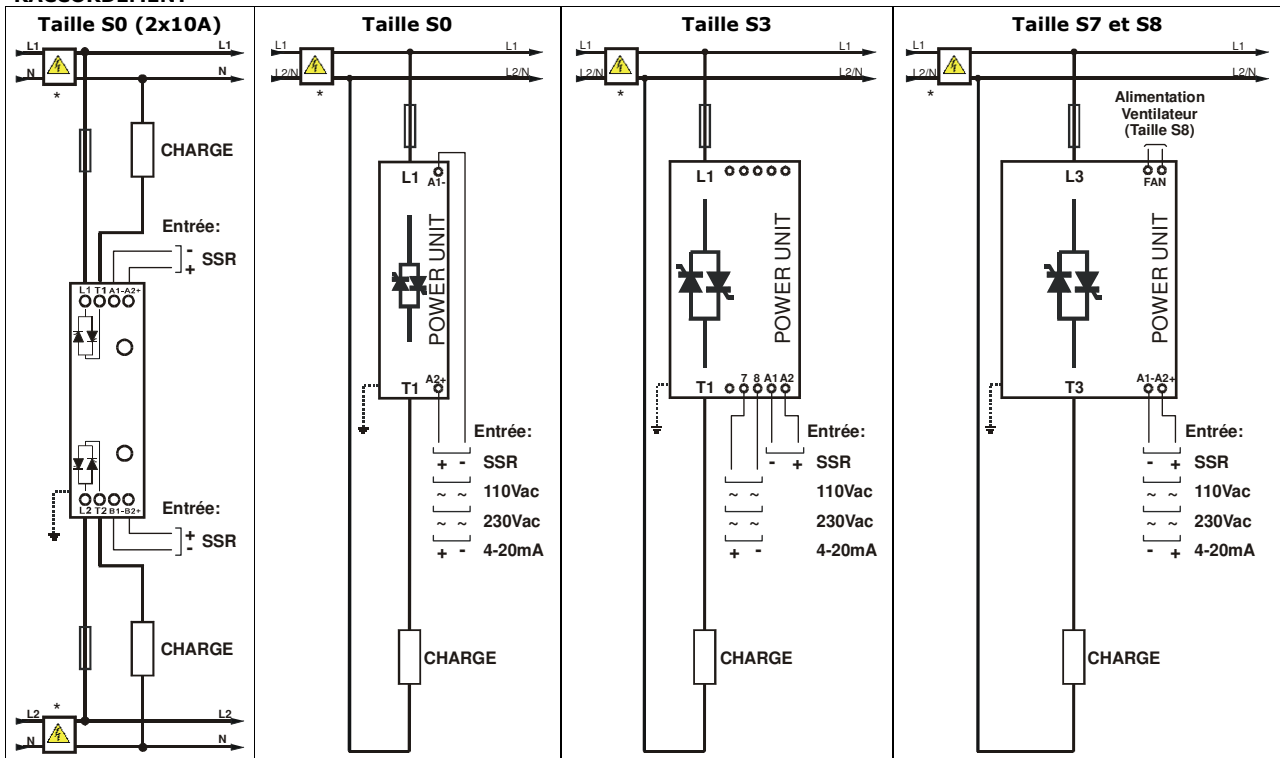 RACCORDEMENT
Taille S0 (2x10A)
L1
L1
N
N
*
CHARGE
Entrée:
-
+
SSR
L1 T1 A1-A2+
L2 T2 B1-B2+
Entrée:
+
-
SSR
CHARGE
*
L2
L2
N
N
Taille S0
L1
L1
L2/N
L2/N
*
L1
A1-
POWER UNIT
T1
A2+
Entrée:
+ - SSR
~ ~ 110Vac
~ ~ 230Vac
+ - 4-20mA
CHARGE
Taille S3
L1
L1
L2/N
L2/N
*
L1
POWER UNIT
T1
7 8 A1 A2
Entrée:
- + SSR
~ ~ 110Vac
~ ~ 230Vac
+ - 4-20mA
CHARGE
Taille S7 et S8
L1
L1
L2/N
L2/N
*
Alimentation
Ventilateur
(Taille S8)
L3
FAN
POWER UNIT
T3
A1-A2+
Entrée:
- + SSR
~ ~ 110Vac
~ ~ 230Vac
- + 4-20mA
CHARGE